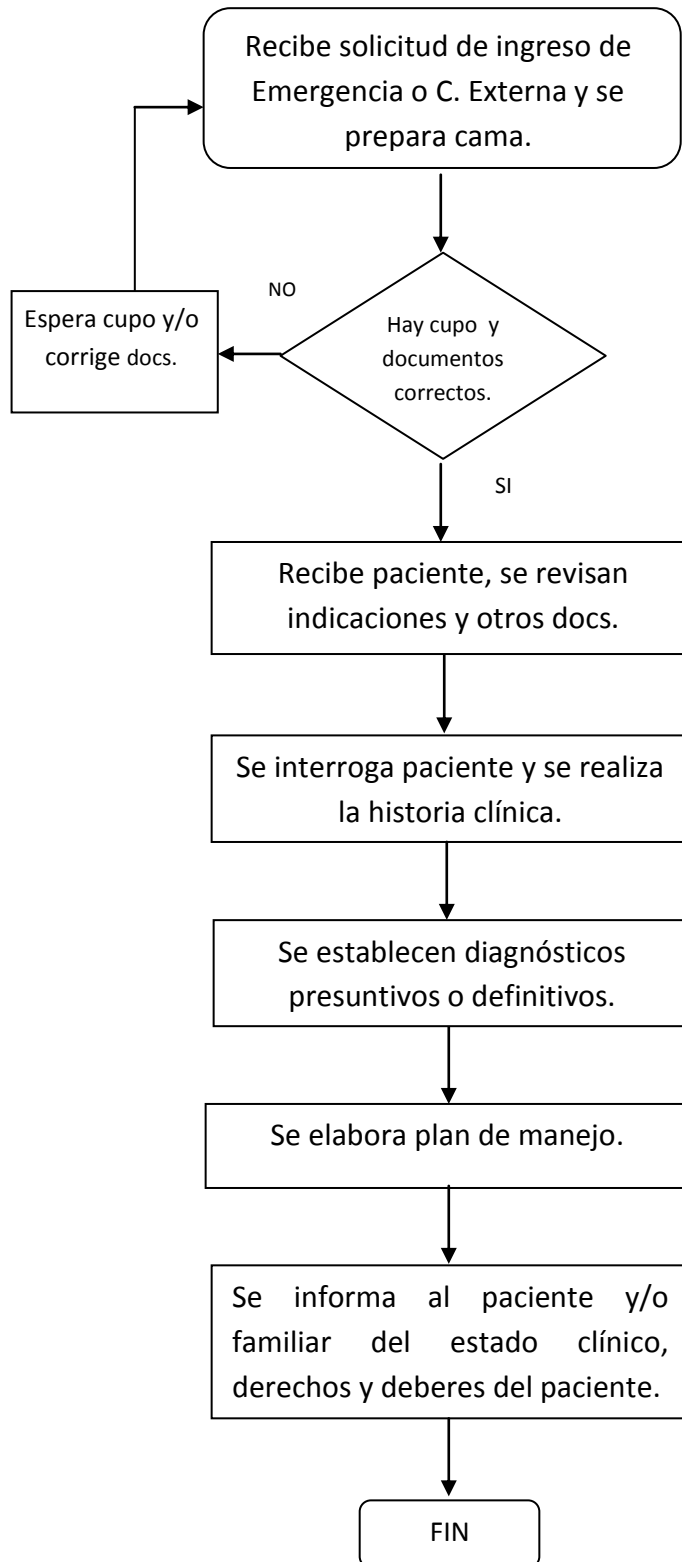 Recibe solicitud de ingreso de
Emergencia o C. Externa y se
prepara cama.
NO
Espera cupo y/o
corrige docs.
Hay cupo y
documentos
correctos.
SI
Recibe paciente, se revisan
indicaciones y otros docs.
Se interroga paciente y se realiza
la historia clínica.
Se establecen diagnósticos
presuntivos o definitivos.
Se elabora plan de manejo.
Se informa al paciente y/o
familiar del estado clínico,
derechos y deberes del paciente.
FIN